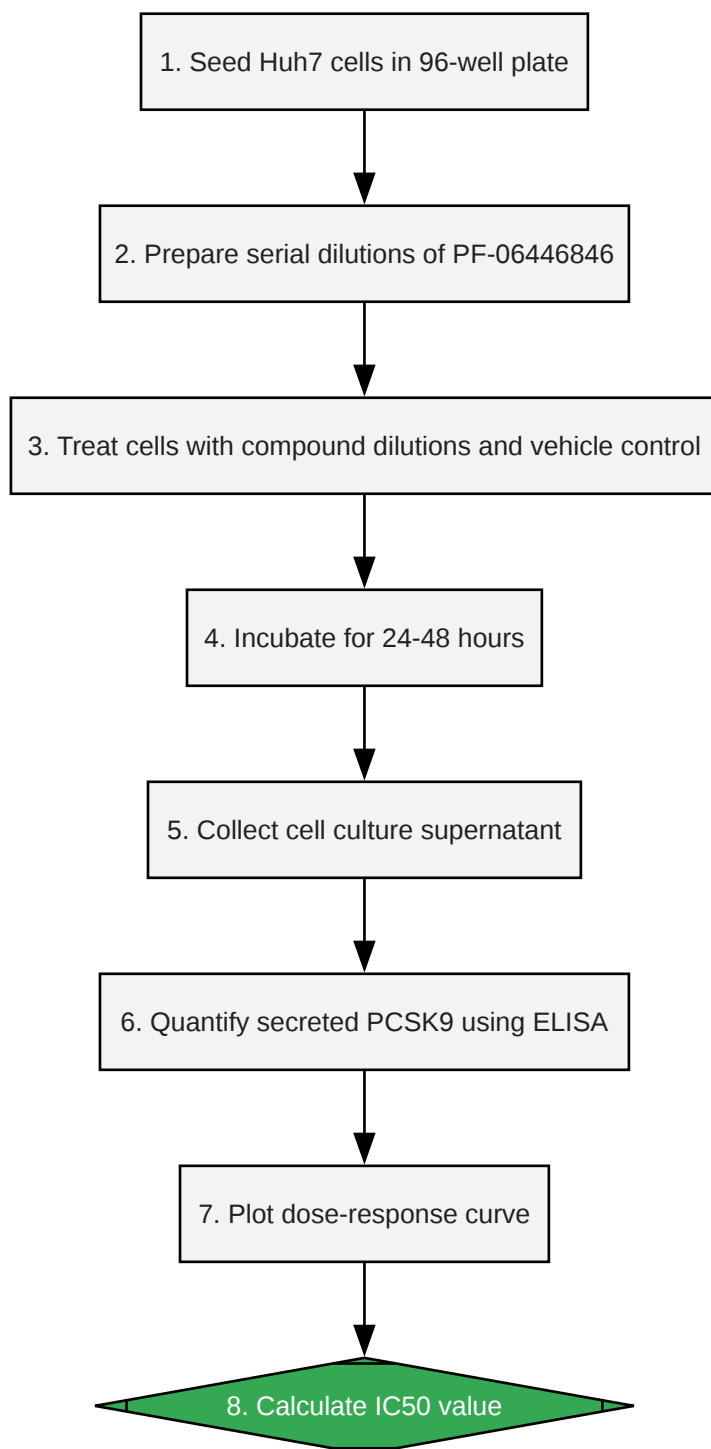 1. Seed Huh7 cells in 96-well plate
2. Prepare serial dilutions of PF-06446846
3. Treat cells with compound dilutions and vehicle control
4. Incubate for 24-48 hours
5. Collect cell culture supernatant
6. Quantify secreted PCSK9 using ELISA
7. Plot dose-response curve
8. Calculate IC50 value